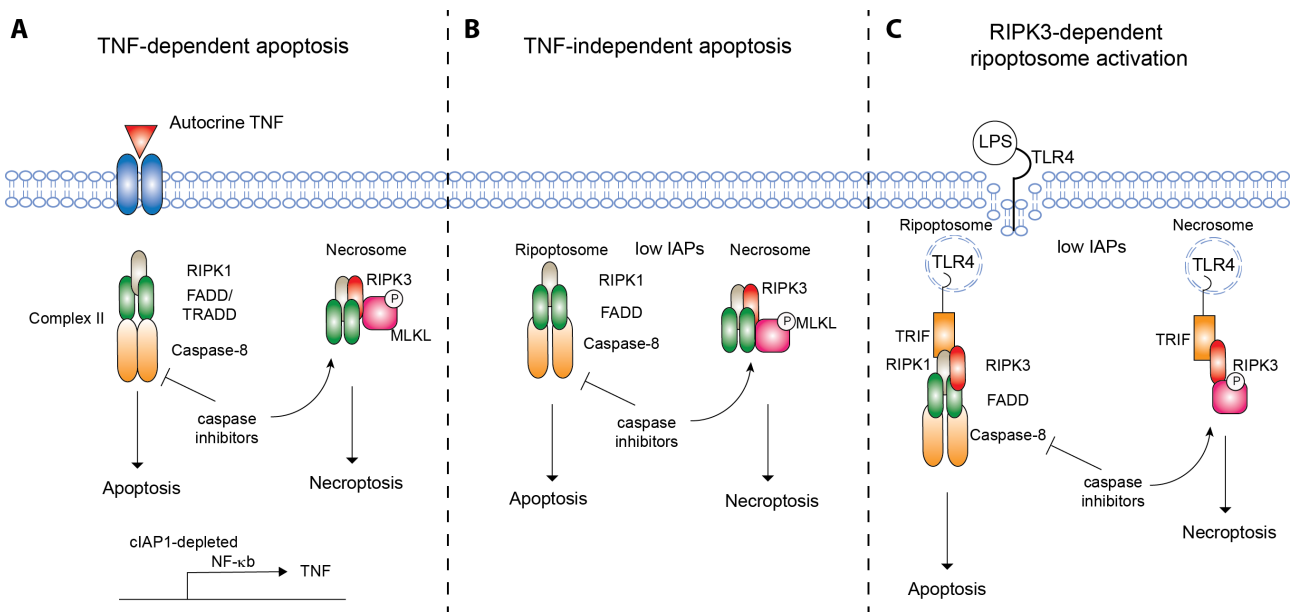 A
TNF-dependent apoptosis
Autocrine TNF
RIPK1
FADD/
TRADD
Complex II
Caspase-8
Necrosome
RIPK3
P
MLKL
caspase
inhibitors
Apoptosis
Necroptosis
cIAP1-depleted
NF-κb
TNF
B
TNF-independent apoptosis
Ripoptosome
low IAPs
Necrosome
RIPK1
FADD
Caspase-8
RIPK3
P
MLKL
caspase
inhibitors
Apoptosis
Necroptosis
C
RIPK3-dependent
ripoptosome activation
LPS
TLR4
Ripoptosome
low IAPs
Necrosome
TLR4
TRIF
RIPK1
RIPK3
FADD
Caspase-8
TLR4
TRIF
RIPK3
P
caspase
inhibitors
Necroptosis
Apoptosis